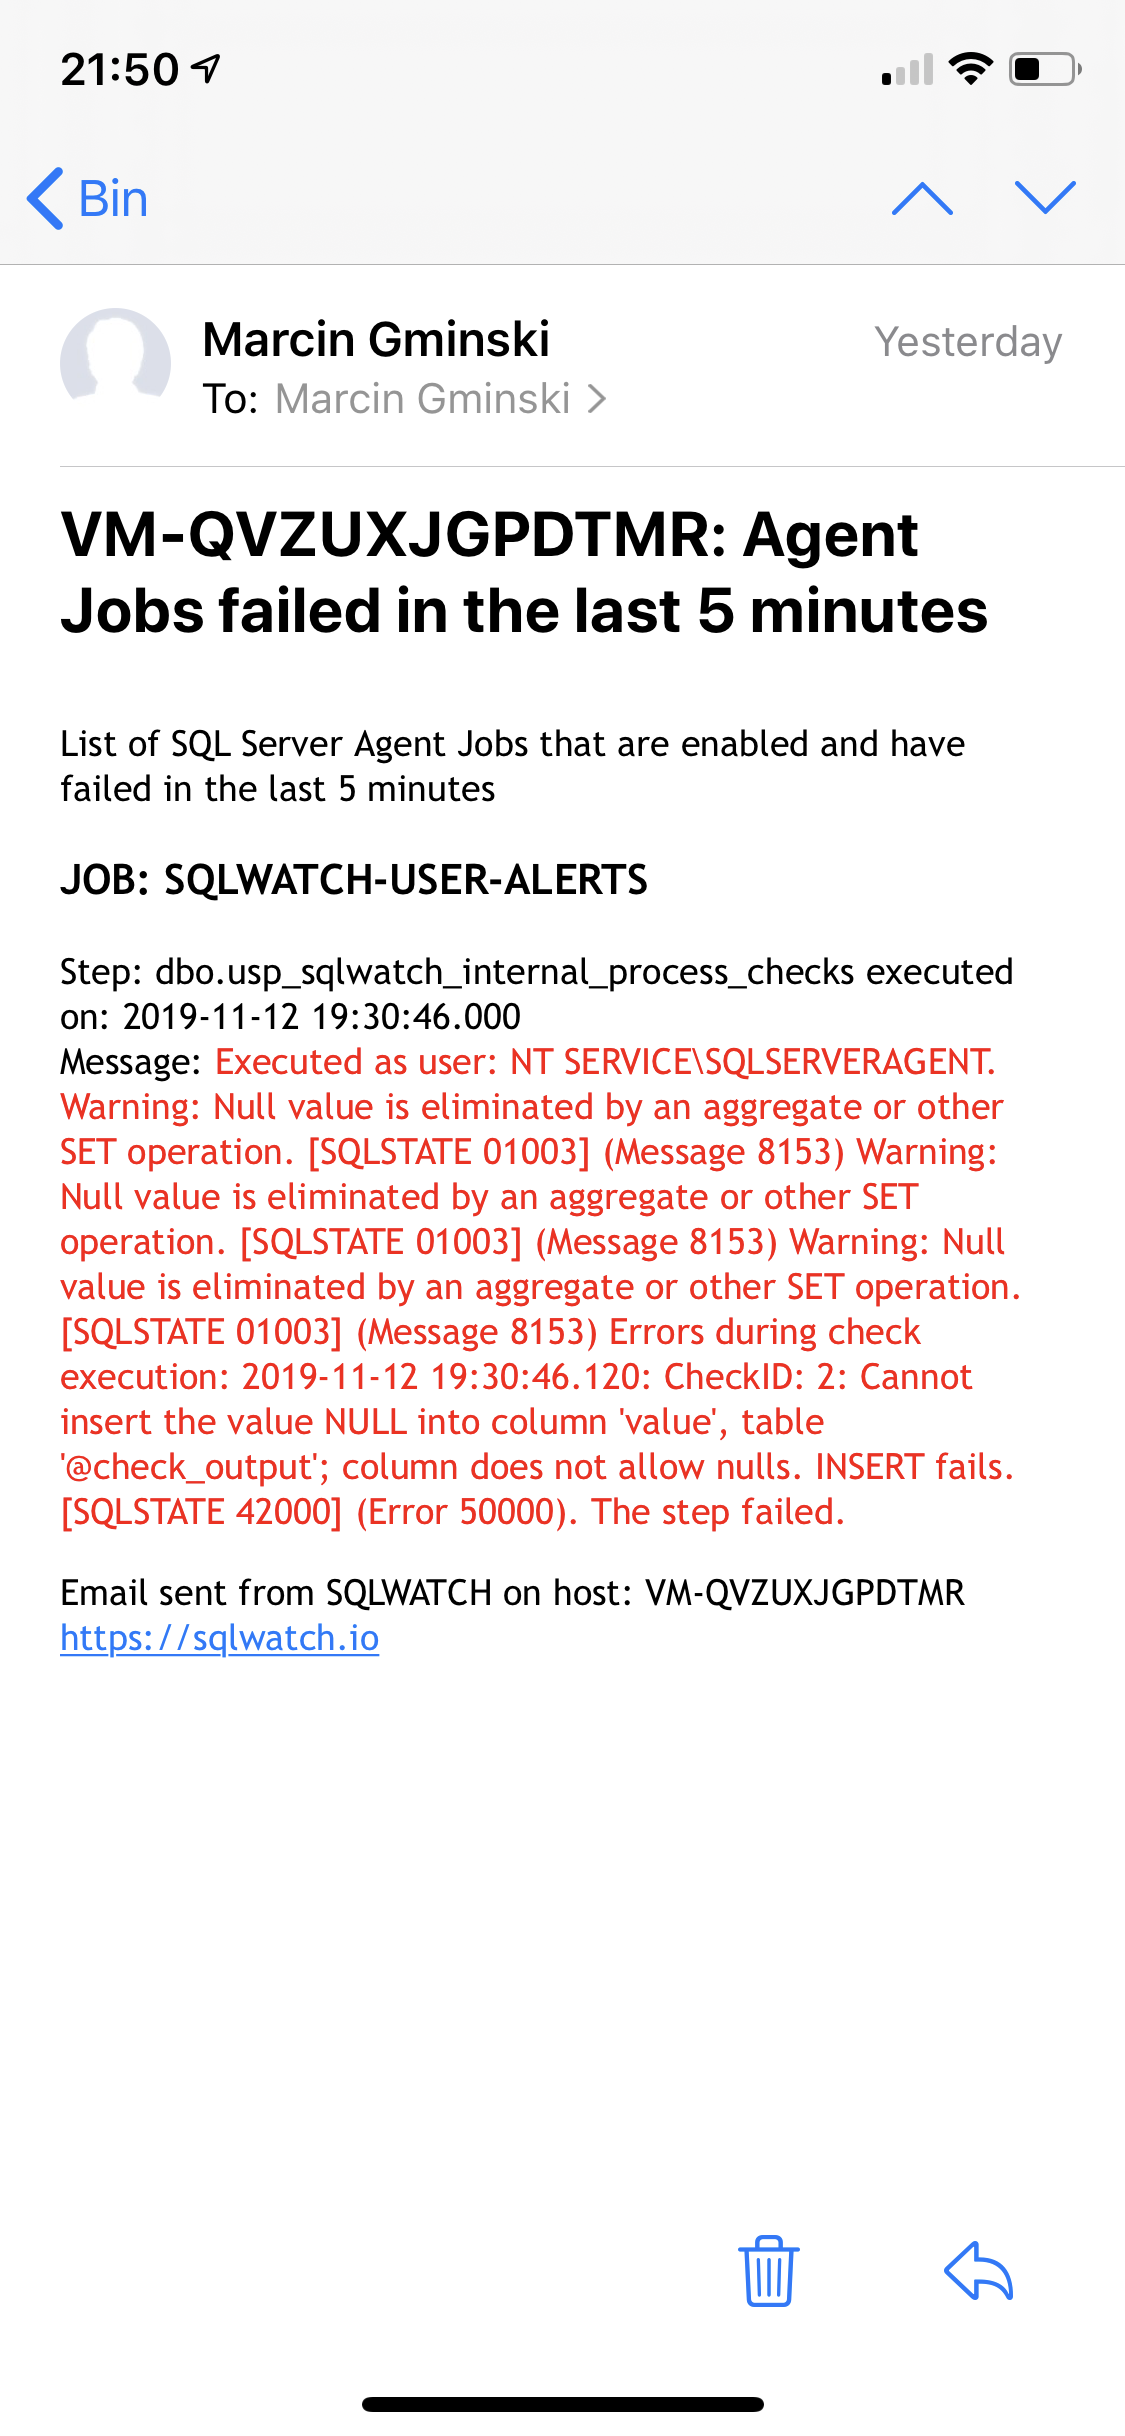 21:50
Bin
Marcin Gminski
Yesterday
To: Marcin Gminski
VM-QVZUXJGPDTMR: Agent
Jobs failed in the last 5 minutes
List of SQL Server Agent Jobs that are enabled and have
failed in the last 5 minutes
JOB: SQLWATCH-USER-ALERTS
Step: dbo.usp_sqlwatch_internal_process_checks executed
on: 2019-11-12 19:30:46.000
Message: Executed as user: NT SERVICE\SQLSERVERAGENT.
Warning: Null value is eliminated by an aggregate or other
SET operation. [SQLSTATE 01003] (Message 8153) Warning:
Null value is eliminated by an aggregate or other SET
operation. [SQLSTATE 01003] (Message 8153) Warning: Null
value is eliminated by an aggregate or other SET operation.
[SQLSTATE 01003] (Message 8153) Errors during check
execution: 2019-11-12 19:30:46.120: CheckID: 2: Cannot
insert the value NULL into column 'value', table
'@check_output'; column does not allow nulls. INSERT fails.
[SQLSTATE 42000] (Error 50000). The step failed.
Email sent from SQLWATCH on host: VM-QVZUXJGPDTMR
https://sqlwatch.io